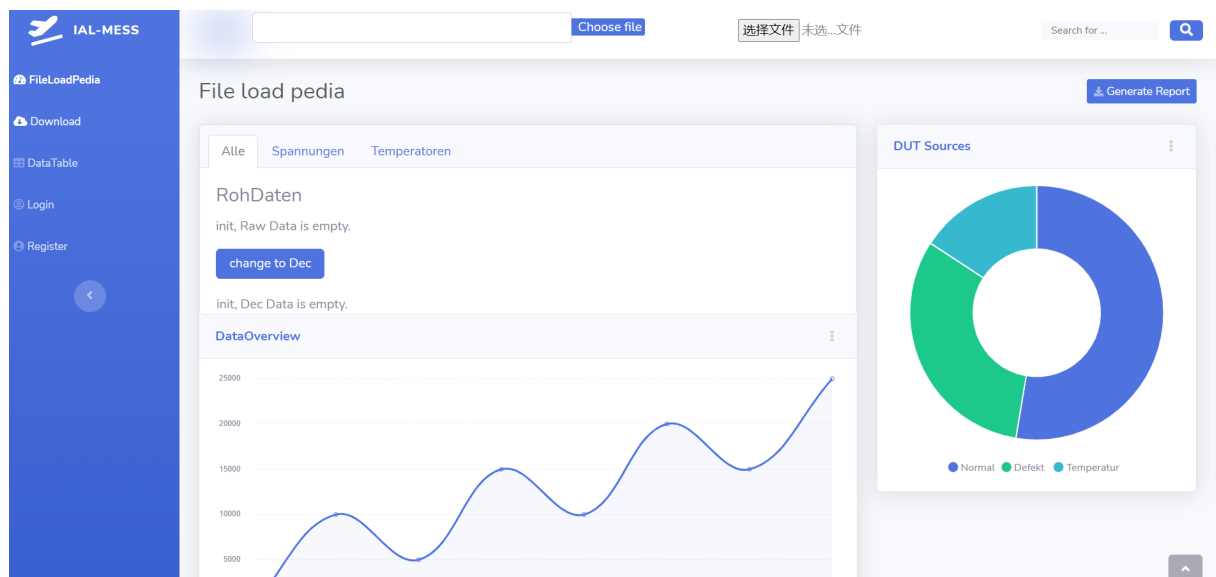 IAL-MESS
Choose file
选择文件 未选...文件
Search for ...
FileLoadPedia
Download
DataTable
Login
Register
File load pedia
Generate Report
Alle Spannungen Temperatoren
RohDaten
init, Raw Data is empty.
change to Dec
init, Dec Data is empty.
DataOverview
25000
20000
15000
10000
5000
DUT Sources
Normal Defekt Temperatur